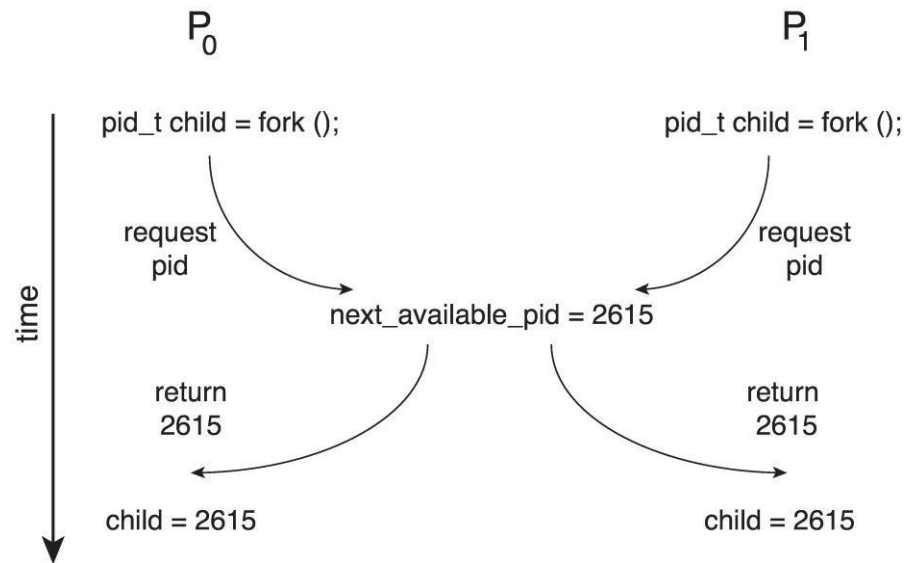 P0 P1
pid_t child = fork (); pid_t child = fork ();
request request
pid pid
next_available_pid = 2615
time
return return
2615 2615
child = 2615 child = 2615